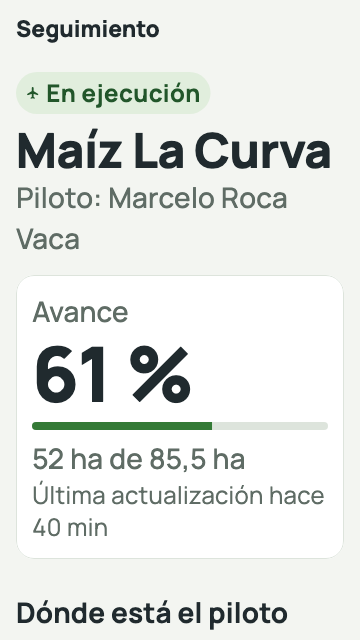 Seguimiento
En ejecución
Maíz La Curva
Piloto: Marcelo Roca
Vaca
Avance
61 %
52 ha de 85,5 ha
Última actualización hace
40 min
Dónde está el piloto